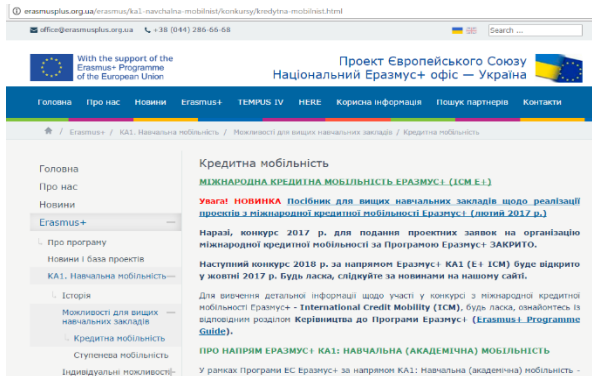 erasmusplus.org.ua/erasmus/ka1-navchalna-mobilnist/konkursy/kredytna-mobilnist.html
office@erasmusplus.org.ua +38 (044) 286-66-68 Search ...
With the support of the
Erasmus+ Programme
of the European Union
Проект Європейського Союзу
Національний Еразмус+ офіс — Україна
Головна Про нас Новини Erasmus+ TEMPUS IV HERE Корисна інформація Пошук партнерів Контакти
/ Erasmus+ / КА1. Навчальна мобільність / Можливості для вищих навчальних закладів / Кредитна мобільність
Головна
Про нас
Новини
Erasmus+
Про програму
Новини і база проектів
КА1. Навчальна мобільність
Історія
Можливості для вищих
навчальних закладів
Кредитна мобільність
Ступенева мобільність
Індивідуальні можливості
Кредитна мобільність
МІЖНАРОДНА КРЕДИТНА МОБІЛЬНІСТЬ ЕРАЗМУС+ (ICM E+)
Увага! НОВИНКА Посібник для вищих навчальних закладів щодо реалізації
проектів з міжнародної кредитної мобільності Еразмус+ (лютий 2017 р.)
Наразі, конкурс 2017 р. для подання проектних заявок на організацію
міжнародної кредитної мобільності за Програмою Еразмус+ ЗАКРИТО.
Наступний конкурс 2018 р. за напрямом Еразмус+ КА1 (E+ ICM) буде відкрито
у жовтні 2017 р. Будь ласка, слідкуйте за новинами на нашому сайті.
Для вивчення детальної інформації щодо участі у конкурсі з міжнародної кредитної
мобільності Еразмус+ - International Credit Mobility (ICM), будь ласка, ознайомтесь із
відповідним розділом Керівництва до Програми Еразмус+ (Erasmus+ Programme
Guide).
ПРО НАПРЯМ ЕРАЗМУС+ КА1: НАВЧАЛЬНА (АКАДЕМІЧНА) МОБІЛЬНІСТЬ
У рамках Програми ЄС Еразмус+ за напрямом КА1: Навчальна (академічна) мобільність -